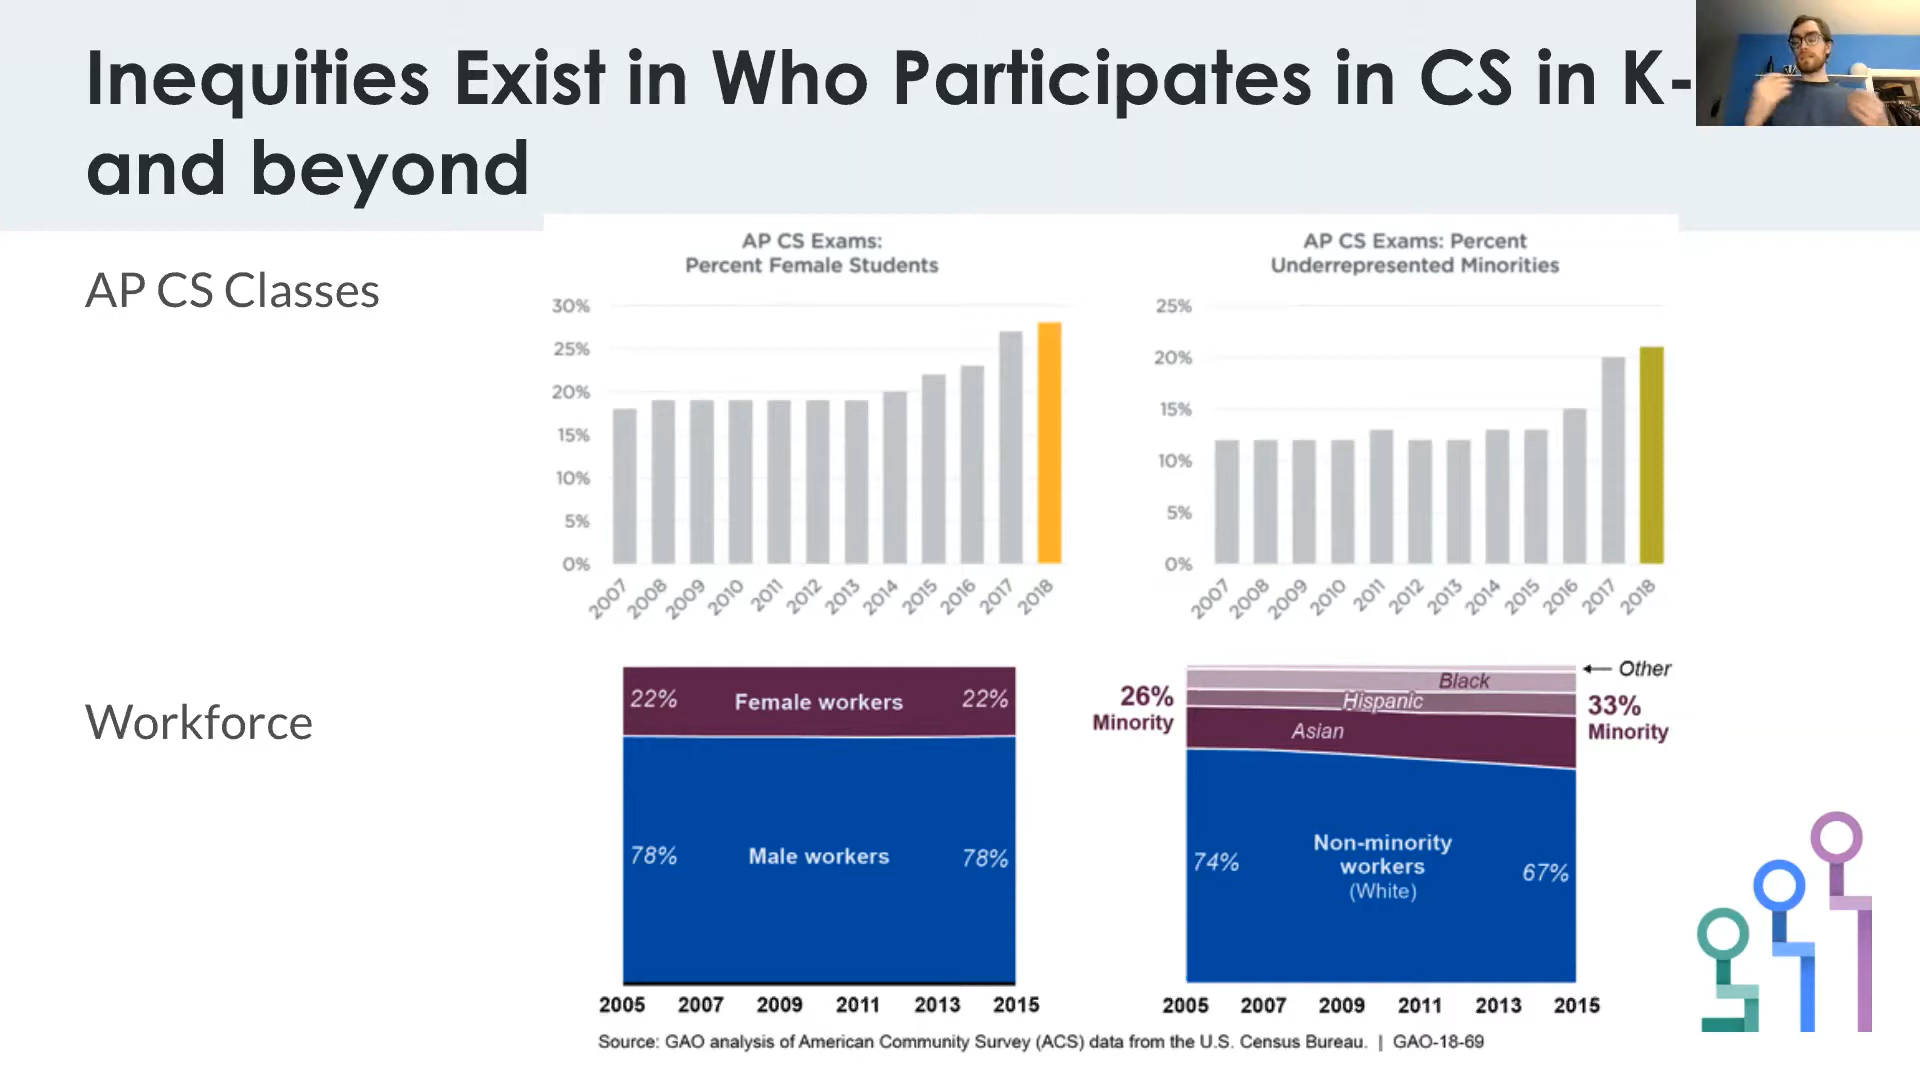 Inequities Exist in Who Participates in CS in K-
and beyond
AP CS Classes
AP CS Exams:
Percent Female Students
30%
25%
20%
15%
10%
5%
0%
2007 2008 2009 2010 2011 2012 2013 2014 2015 2016 2017 2018
AP CS Exams: Percent
Underrepresented Minorities
25%
20%
15%
10%
5%
0%
2007 2008 2009 2010 2011 2012 2013 2014 2015 2016 2017 2018
Workforce
22% Female workers 22%
78% Male workers 78%
2005 2007 2009 2011 2013 2015
26%
Minority
Other
Black
Hispanic
Asian
33%
Minority
Non-minority
workers
(White)
74%
67%
2005 2007 2009 2011 2013 2015
Source: GAO analysis of American Community Survey (ACS) data from the U.S. Census Bureau. | GAO-18-69